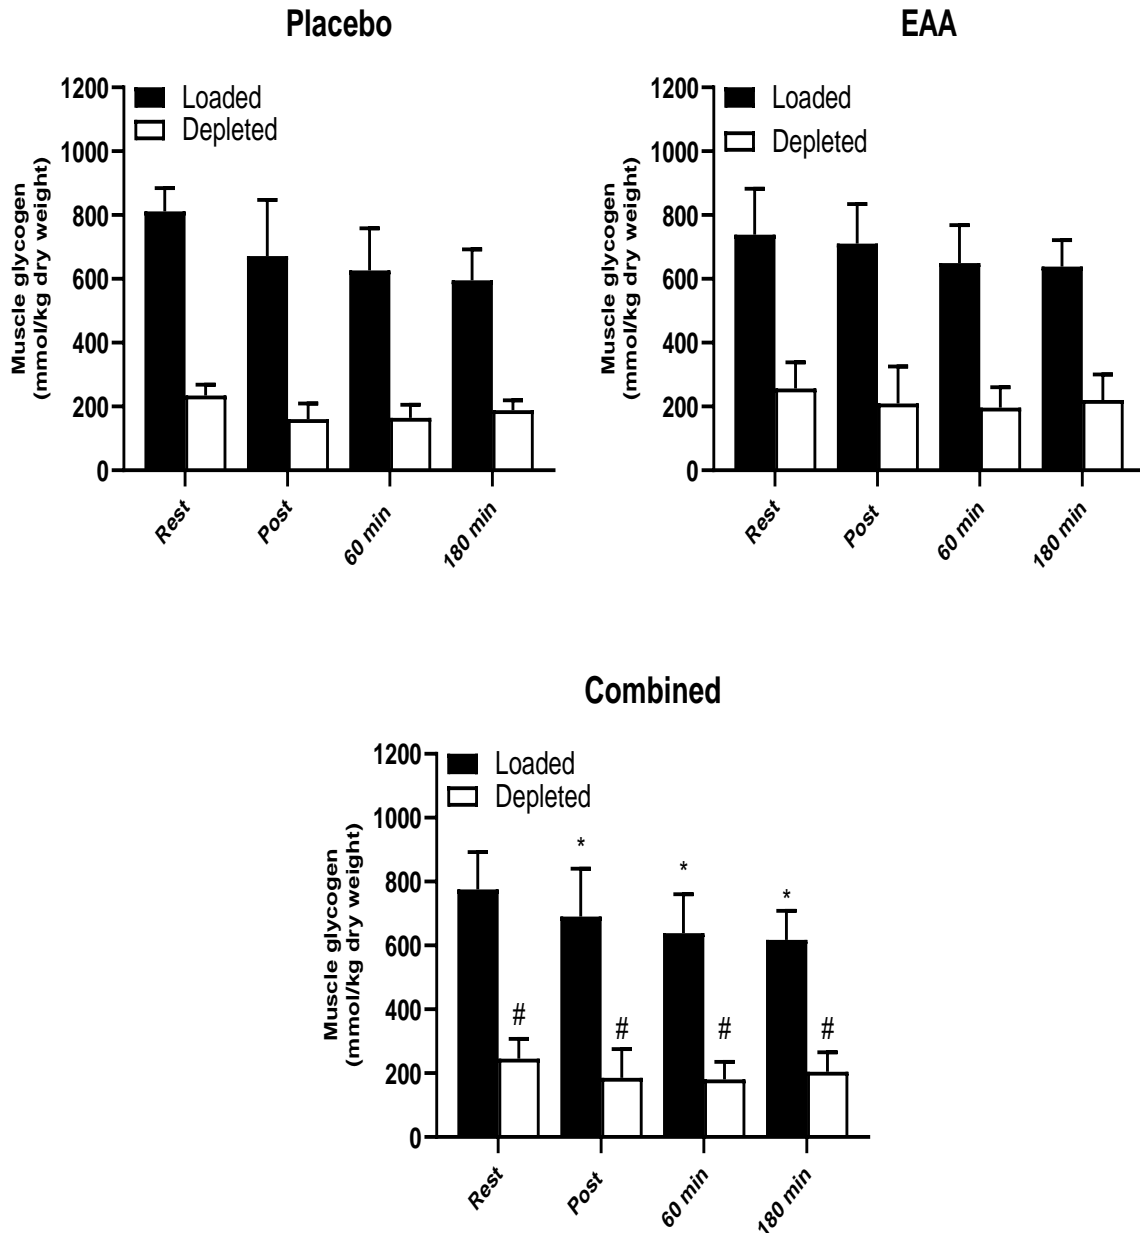 Placebo
1200
1000
800
600
400
200
0
Muscle glycogen
(mmol/kg dry weight)
Loaded
Depleted
Rest
Post
60 min
180 min
EAA
1200
1000
800
600
400
200
0
Muscle glycogen
(mmol/kg dry weight)
Loaded
Depleted
Rest
Post
60 min
180 min
Combined
1200
1000
800
600
400
200
0
Muscle glycogen
(mmol/kg dry weight)
Loaded
Depleted
* * *
# # # #
Rest
Post
60 min
180 min